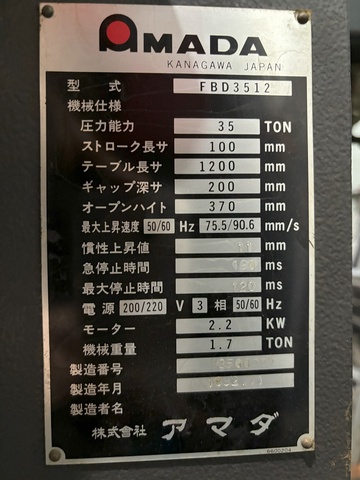 AMADA
KANAGAWA JAPAN
型式 FBD3512
機械仕様
圧力能力 35 TON
ストローク長サ 100 mm
テーブル長サ 1200 mm
ギャップ深サ 200 mm
オープンハイト 370 mm
最大上昇速度 50/60 Hz 75.5/90.6 mm/s
慣性上昇値 11 mm
急停止時間 ms
最大停止時間 120 ms
電源 200/220 V 3 相 50/60 Hz
モーター 2.2 KW
機械重量 1.7 TON
製造番号
製造年月
製造者名
株式会社 アマダ